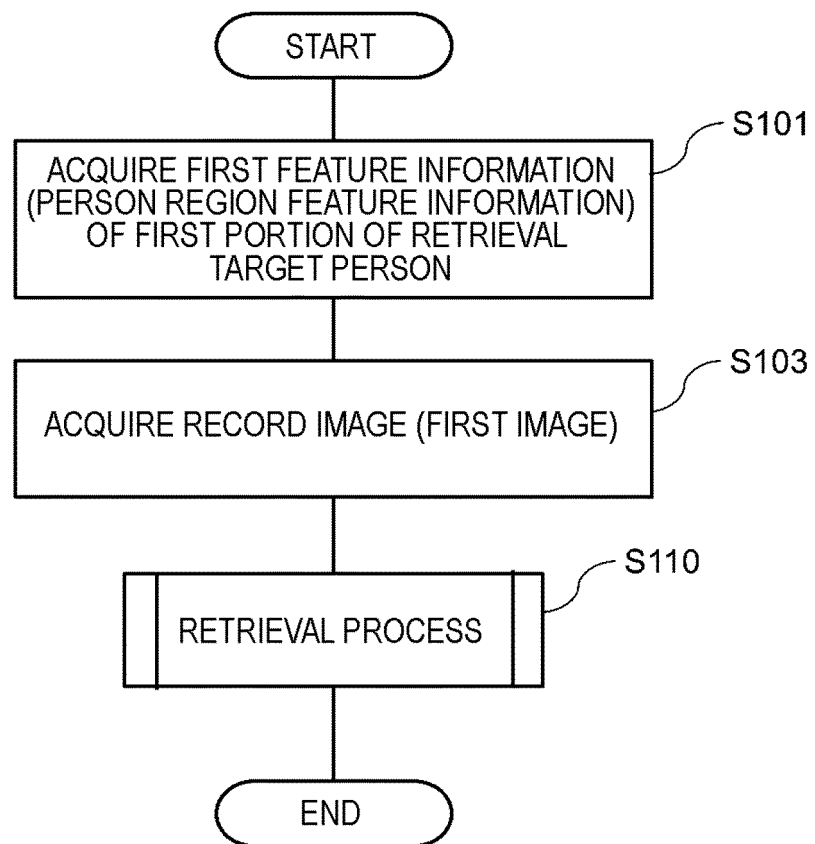 START
S101
ACQUIRE FIRST FEATURE INFORMATION
(PERSON REGION FEATURE INFORMATION)
OF FIRST PORTION OF RETRIEVAL
TARGET PERSON
S103
ACQUIRE RECORD IMAGE (FIRST IMAGE)
S110
RETRIEVAL PROCESS
END